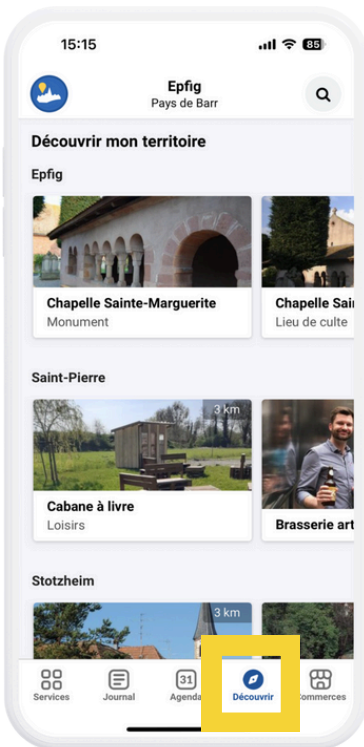 15:15
85
Epfig
Pays de Barr
Découvrir mon territoire
Epfig
Chapelle Sainte-Marguerite
Monument
Chapelle Sai
Lieu de culte
Saint-Pierre
3 km
Cabane à livre
Loisirs
Brasserie art
Stotzheim
3 km
31
Services
Journal
Agenda
Découvrir
Commerces